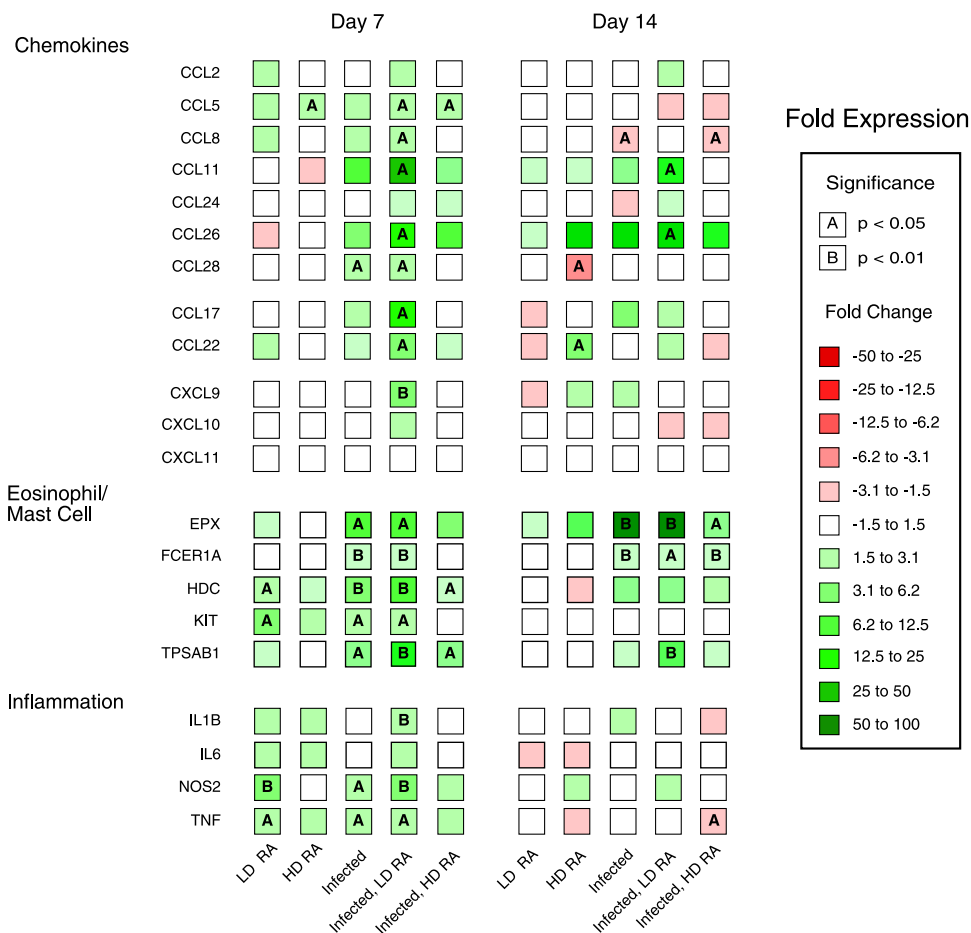 Day 7 Day 14
Chemokines
CCL2
CCL5 A A A
CCL8 A A A
CCL11 A A
CCL24
CCL26 A A
CCL28 A A A
CCL17 A
CCL22 A A
CXCL9 B
CXCL10
CXCL11
Eosinophil/
Mast Cell
EPX A A B B A
FCER1A B B B A B
HDC A B B A
KIT A A A
TPSAB1 A B A B
Inflammation
IL1B B
IL6
NOS2 B A B
TNF A A A A
LD RA HD RA Infected Infected, LD RA Infected, HD RA LD RA HD RA Infected Infected, LD RA Infected, HD RA
Fold Expression
Significance
A p < 0.05
B p < 0.01
Fold Change
-50 to -25
-25 to -12.5
-12.5 to -6.2
-6.2 to -3.1
-3.1 to -1.5
-1.5 to 1.5
1.5 to 3.1
3.1 to 6.2
6.2 to 12.5
12.5 to 25
25 to 50
50 to 100